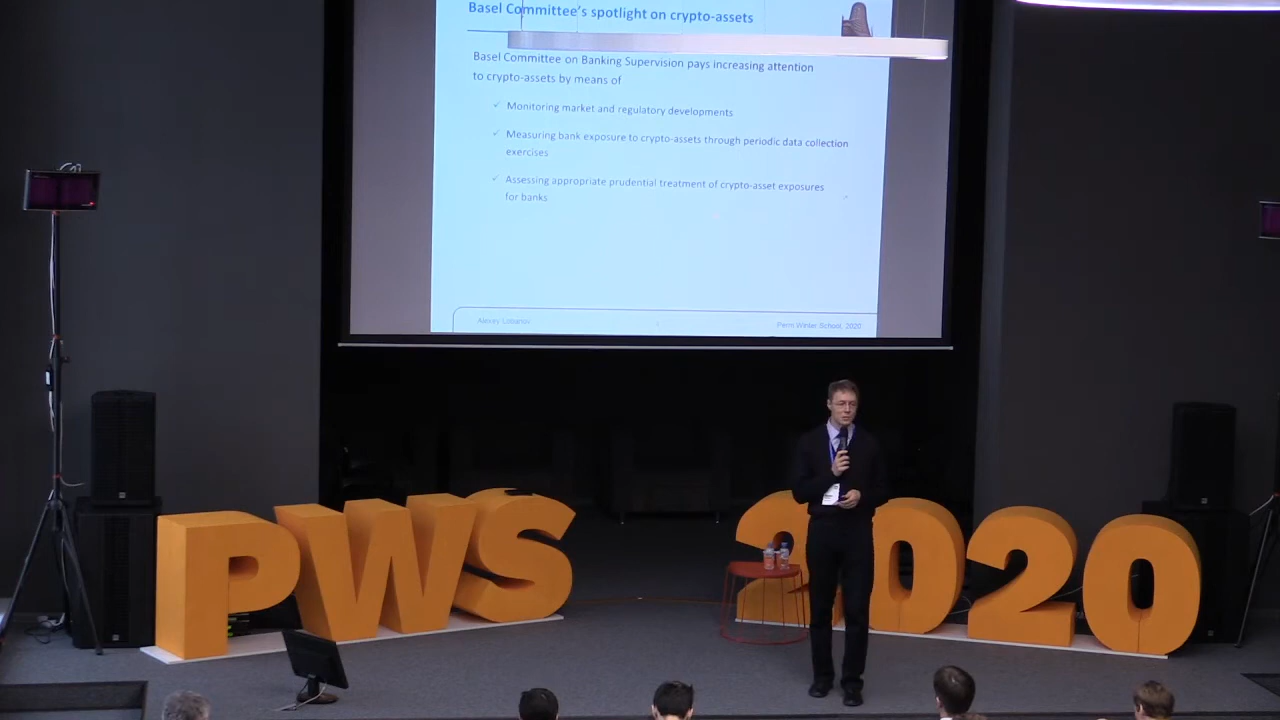 Basel Committee's spotlight on crypto-assets
Basel Committee on Banking Supervision pays increasing attention
to crypto-assets by means of
✓ Monitoring market and regulatory developments
✓ Measuring bank exposure to crypto-assets through periodic data collection
exercises
✓ Assessing appropriate prudential treatment of crypto-asset exposures
for banks
Alexey Lobanov
Perm Winter School, 2020
PWS 2020